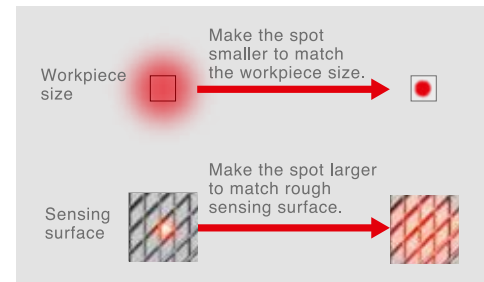 Workpiece
size
Make the spot
smaller to match
the workpiece size.
Sensing
surface
Make the spot larger
to match rough
sensing surface.